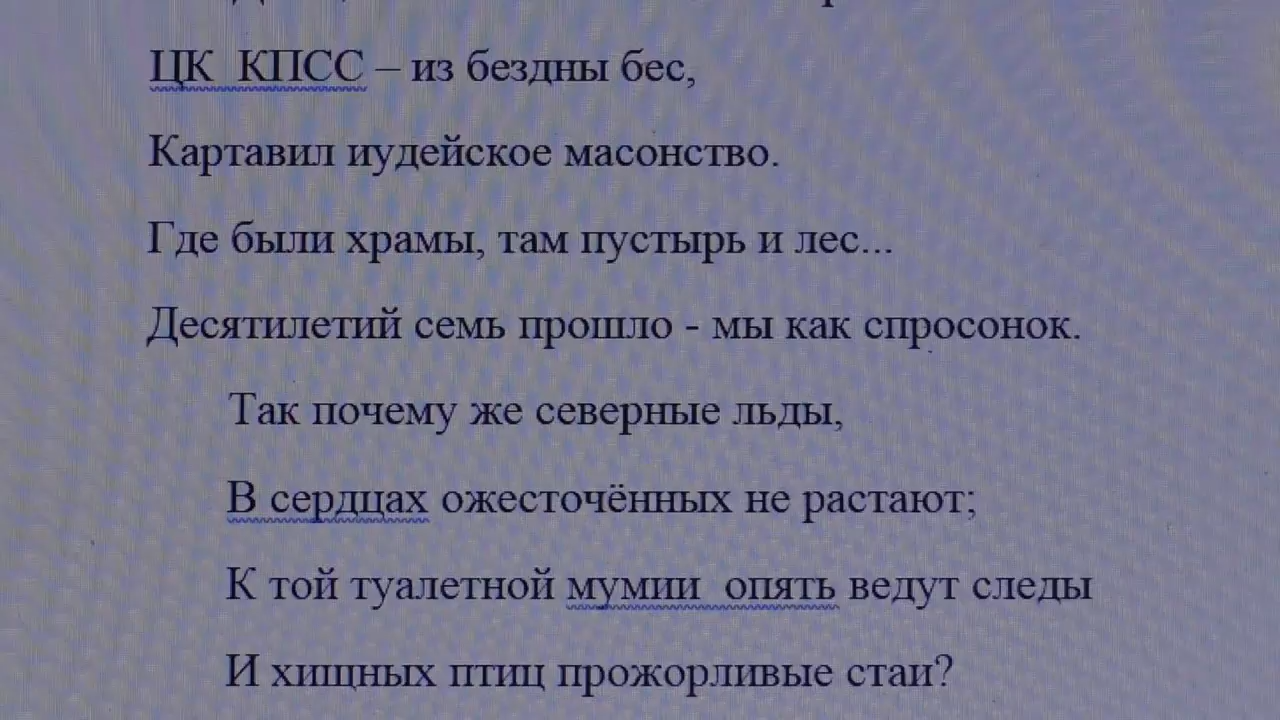 ЦК КПСС – из бездны бес,
Картавил иудейское масонство.
Где были храмы, там пустырь и лес...
Десятилетий семь прошло - мы как спросонок.
Так почему же северные льды,
В сердцах ожесточённых не растают;
К той туалетной мумии опять ведут следы
И хищных птиц прожорливые стаи?